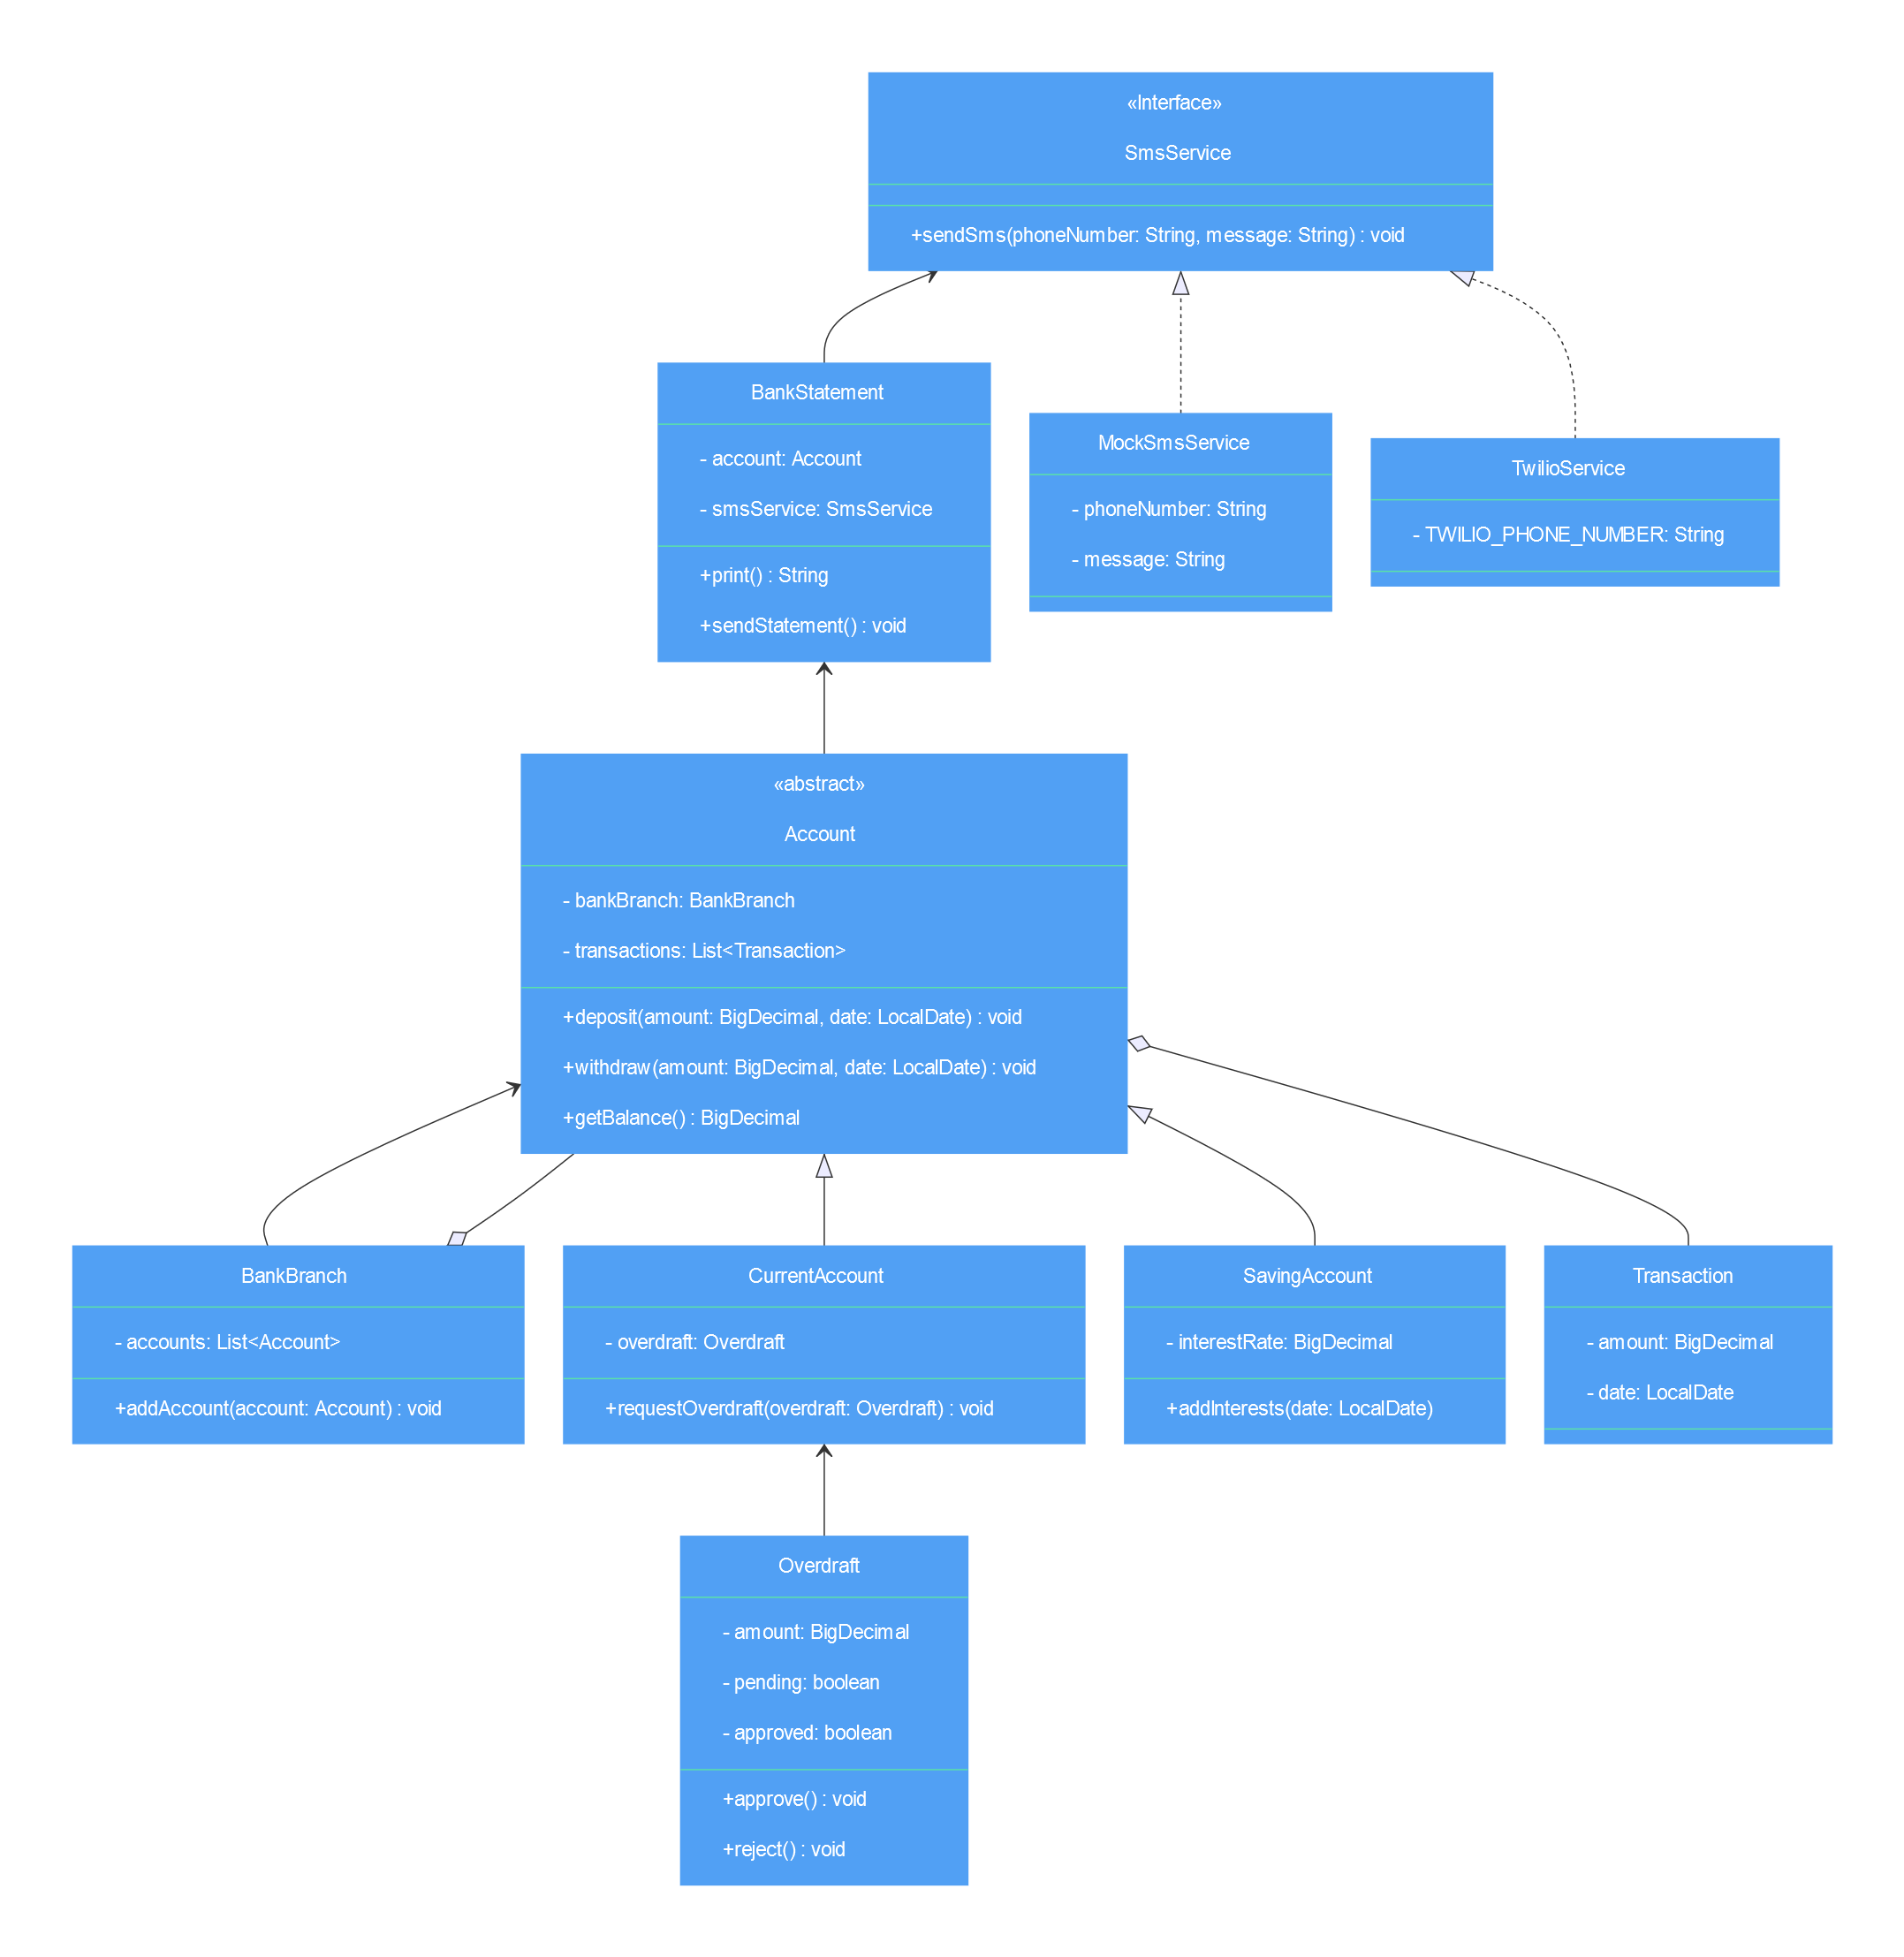 «Interface»
SmsService
+sendSms(phoneNumber: String, message: String) : void
BankStatement
- account: Account
- smsService: SmsService
+print() : String
+sendStatement() : void
MockSmsService
- phoneNumber: String
- message: String
TwilioService
- TWILIO_PHONE_NUMBER: String
«abstract»
Account
- bankBranch: BankBranch
- transactions: List<Transaction>
+deposit(amount: BigDecimal, date: LocalDate) : void
+withdraw(amount: BigDecimal, date: LocalDate) : void
+getBalance() : BigDecimal
BankBranch
- accounts: List<Account>
+addAccount(account: Account) : void
CurrentAccount
- overdraft: Overdraft
+requestOverdraft(overdraft: Overdraft) : void
SavingAccount
- interestRate: BigDecimal
+addInterests(date: LocalDate)
Transaction
- amount: BigDecimal
- date: LocalDate
Overdraft
- amount: BigDecimal
- pending: boolean
- approved: boolean
+approve() : void
+reject() : void